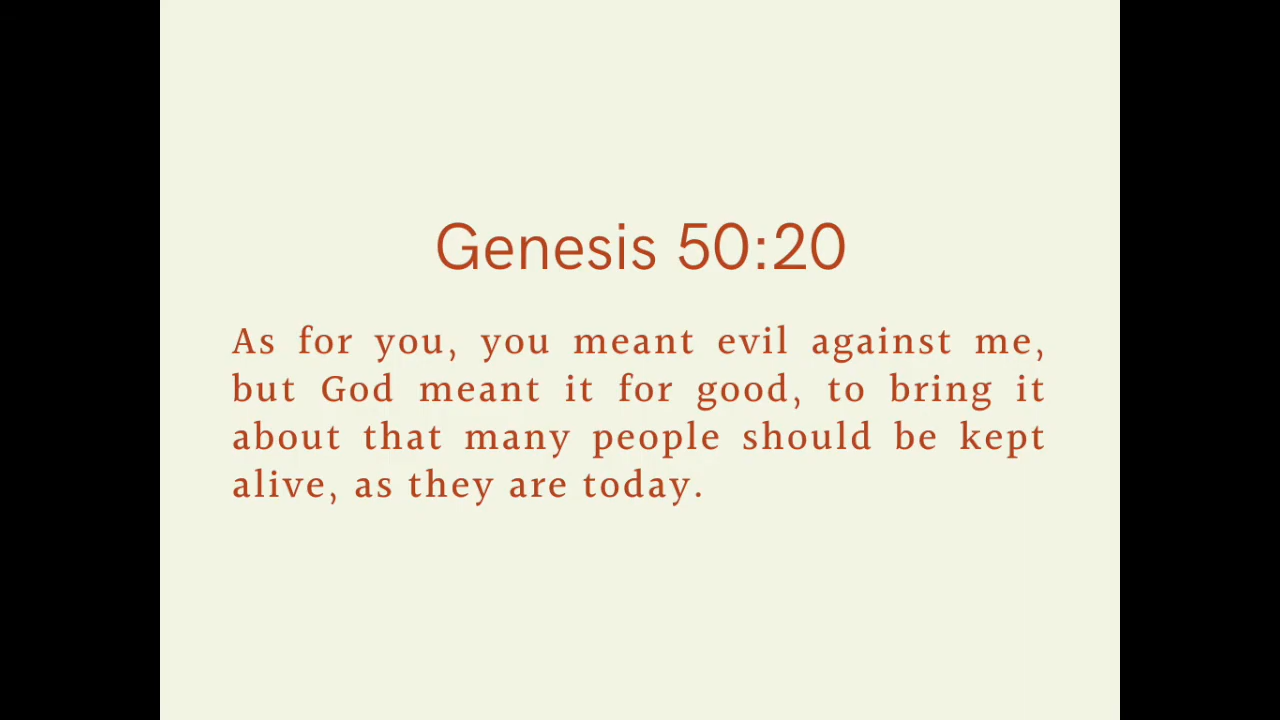 Genesis 50:20
As for you, you meant evil against me,
but God meant it for good, to bring it
about that many people should be kept
alive, as they are today.